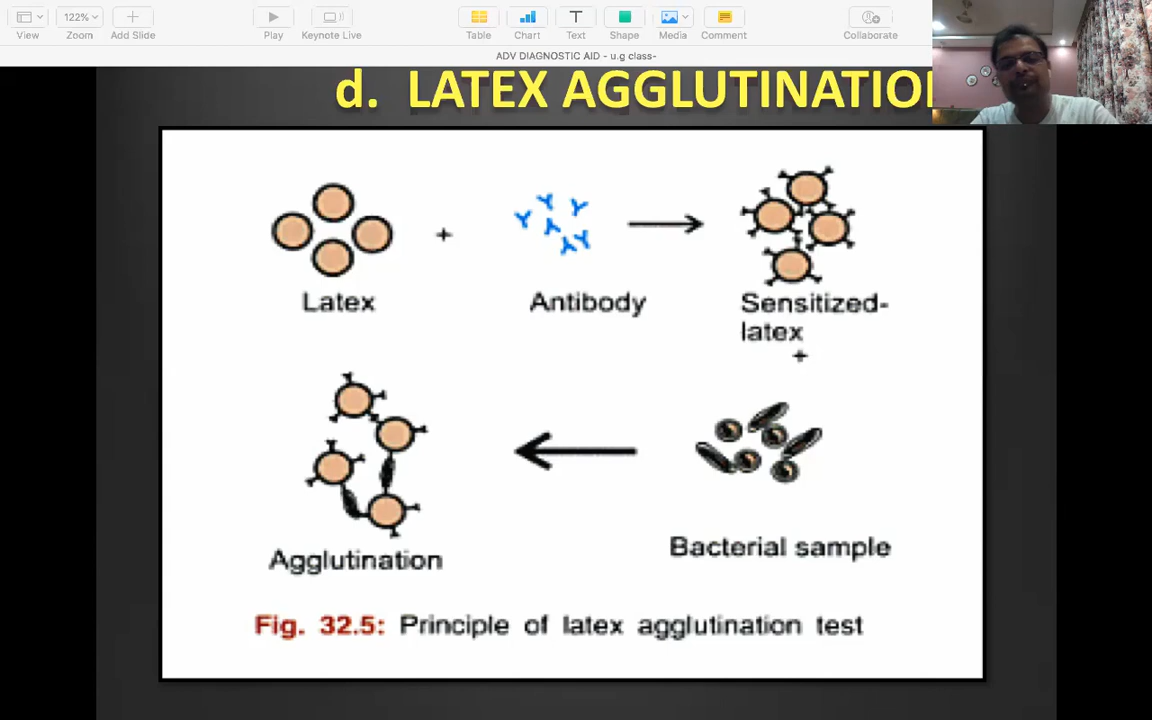 View
122%
Zoom
Add Slide
Play
Keynote Live
Table
Chart
Text
Shape
Media
Comment
Collaborate
ADV DIAGNOSTIC AID - u.g class-
d. LATEX AGGLUTINATIO
+
Latex
Antibody
Sensitized-
latex
+
Agglutination
Bacterial sample
Fig. 32.5: Principle of latex agglutination test